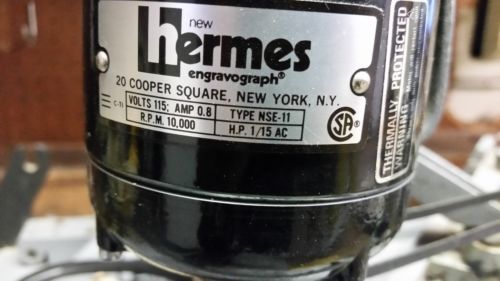 new
hermes
engravograph®
20 COOPER SQUARE, NEW YORK, N.Y.
C-71 VOLTS 115; AMP 0.8 TYPE NSE-11
R.P.M. 10,000 H.P. 1/15 AC
SA
THERMALLY PROTECTED
WARNING